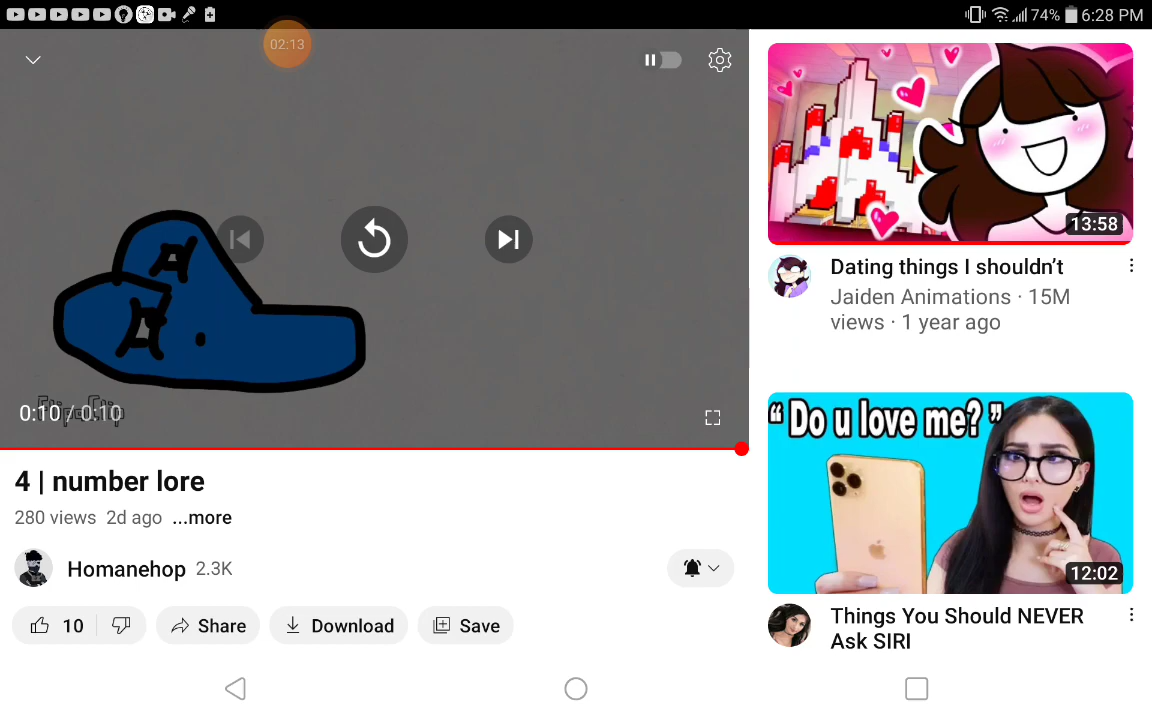 74% 6:28 PM
02:13
FlipaClip
0:10 / 0:10
4 | number lore
280 views 2d ago ...more
Homanehop 2.3K
10
Share
Download
Save
13:58
Dating things I shouldn't
Jaiden Animations · 15M
views · 1 year ago
“ Do u love me? ”
12:02
Things You Should NEVER
Ask SIRI